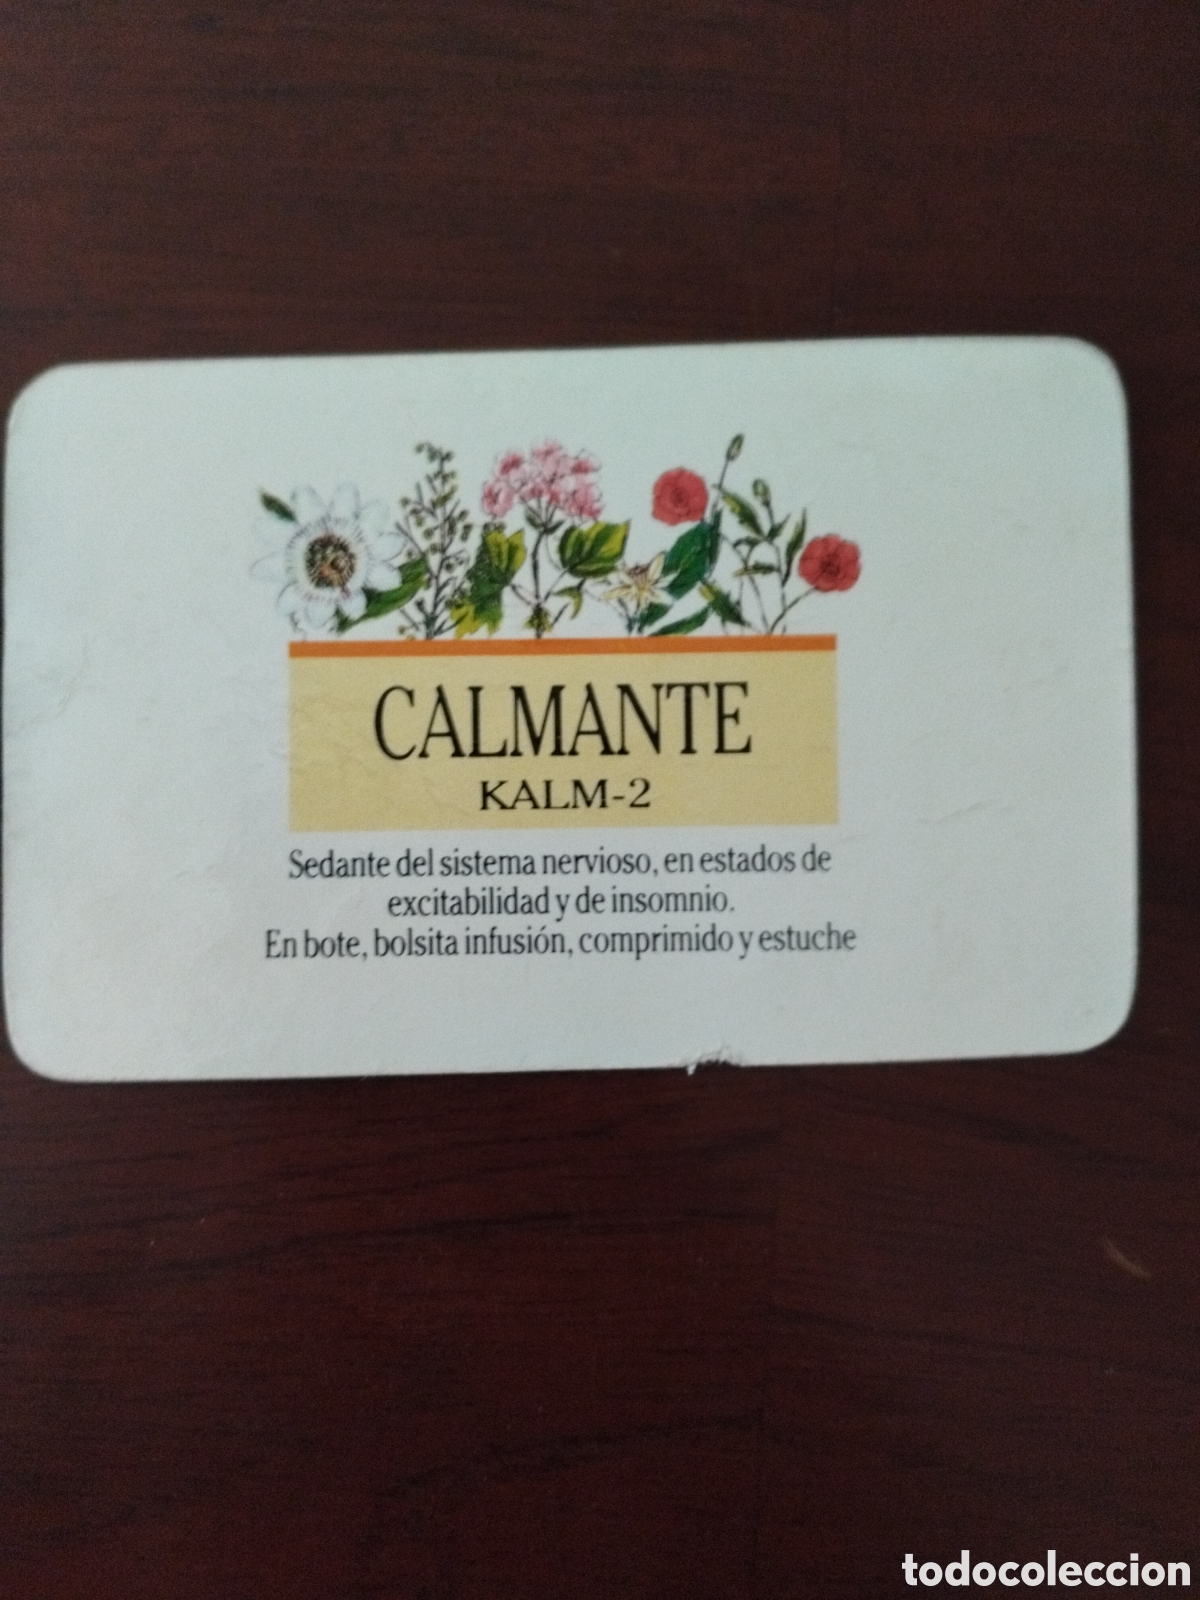 CALMANTE
KALM-2
Sedante del sistema nervioso, en estados de
excitabilidad y de insomnio.
En bote, bolsita infusión, comprimido y estuche
todocoleccion